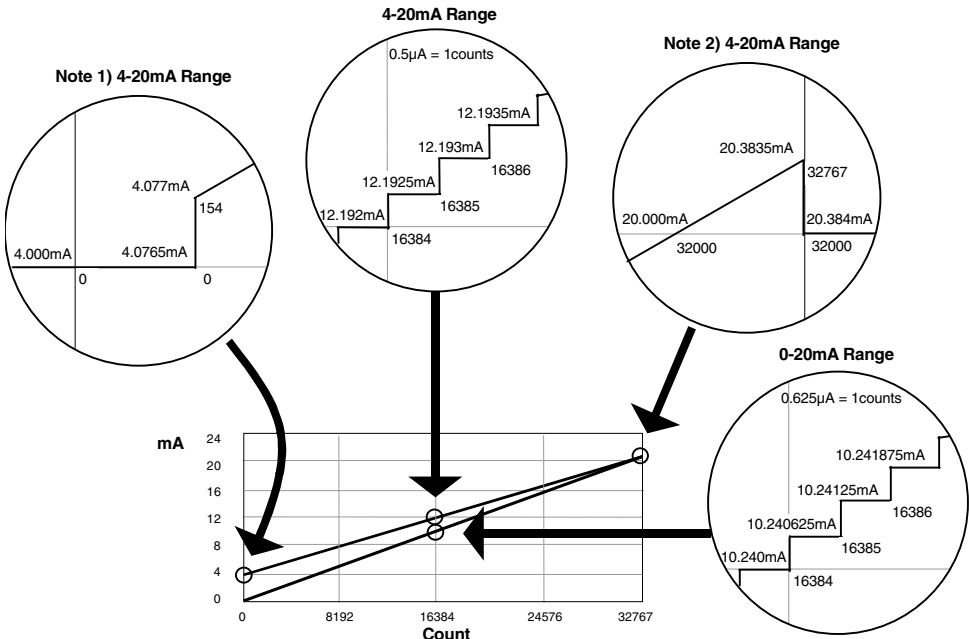 4-20mA Range
0.5µA = 1counts
12.1935mA
12.193mA
16386
12.1925mA
16385
12.192mA
16384
Note 1) 4-20mA Range
4.077mA
154
4.000mA
4.0765mA
0
0
Note 2) 4-20mA Range
20.3835mA
32767
20.000mA
20.384mA
32000
32000
0-20mA Range
0.625µA = 1counts
10.241875mA
10.24125mA
16386
10.240625mA
16385
10.240mA
16384
mA
24
20
16
12
8
4
0
0 8192 16384 24576 32767
Count